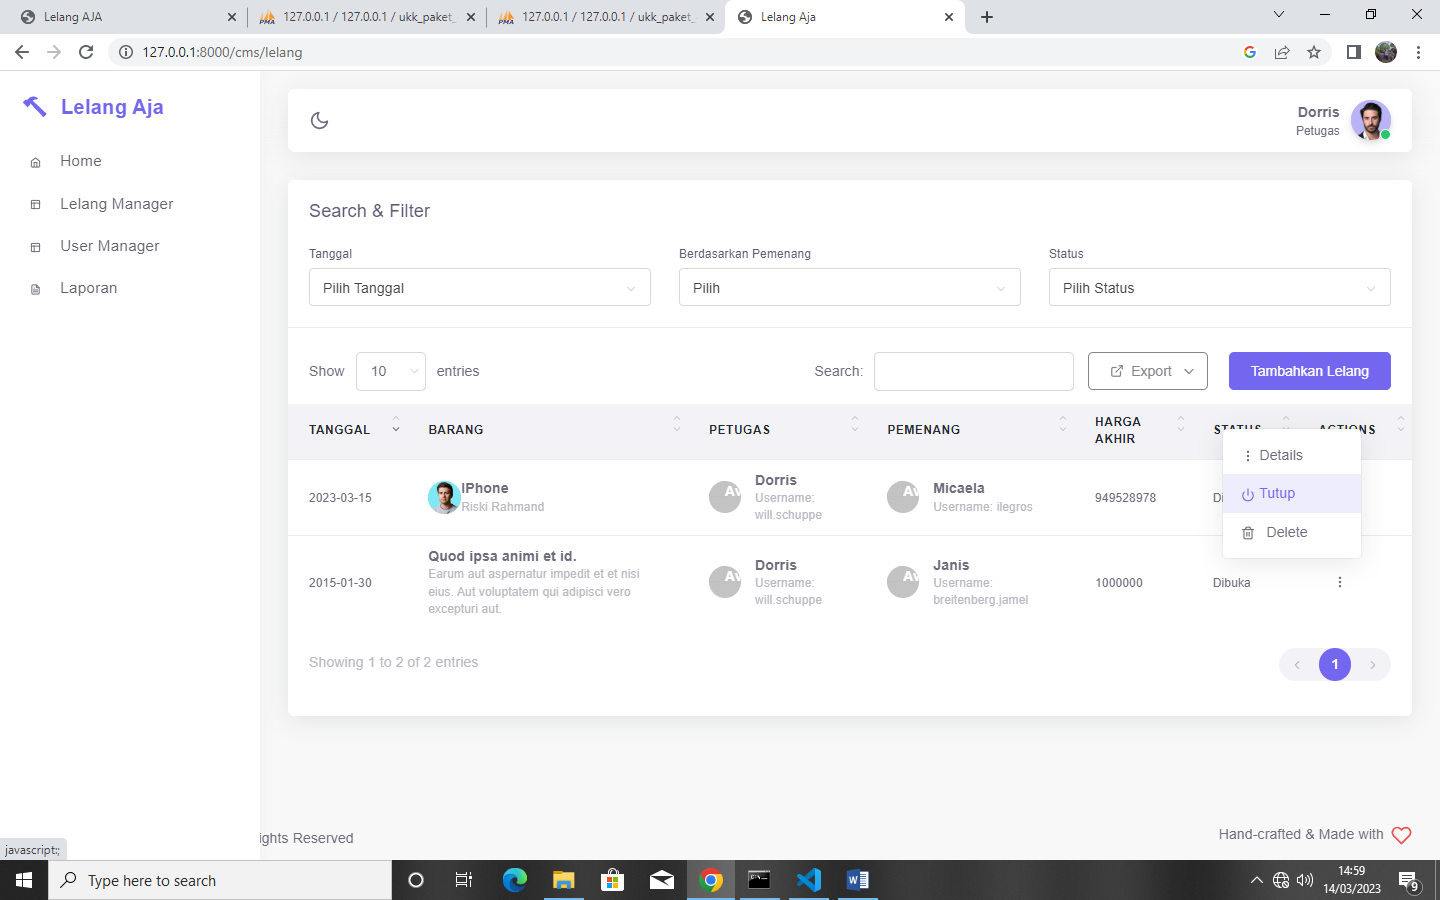 Lelang AJA
127.0.0.1 / 127.0.0.1 / ukk_paket_
127.0.0.1 / 127.0.0.1 / ukk_paket_
Lelang Aja
127.0.0.1:8000/cms/lelang
Lelang Aja
Home
Lelang Manager
User Manager
Laporan
Dorris
Petugas
Search & Filter
Tanggal
Berdasarkan Pemenang
Status
Pilih Tanggal
Pilih
Pilih Status
Show 10 entries
Search:
Export
Tambahkan Lelang
TANGGAL BARANG PETUGAS PEMENANG HARGA AKHIR STATUS ACTIONS
Details
Tutup
Delete
2023-03-15
IPhone
Riski Rahmand
Av
Dorris
Username:
will.schuppe
Av
Micaela
Username: ilegros
949528978
Di
2015-01-30
Quod ipsa animi et id.
Earum aut aspernatur impedit et et nisi
eius. Aut voluptatem qui adipisci vero
excepturi aut.
Av
Dorris
Username:
will.schuppe
Av
Janis
Username:
breitenberg.jamel
1000000
Dibuka
Showing 1 to 2 of 2 entries
1
ights Reserved
Hand-crafted & Made with
javascript:;
Type here to search
14:59
14/03/2023
9